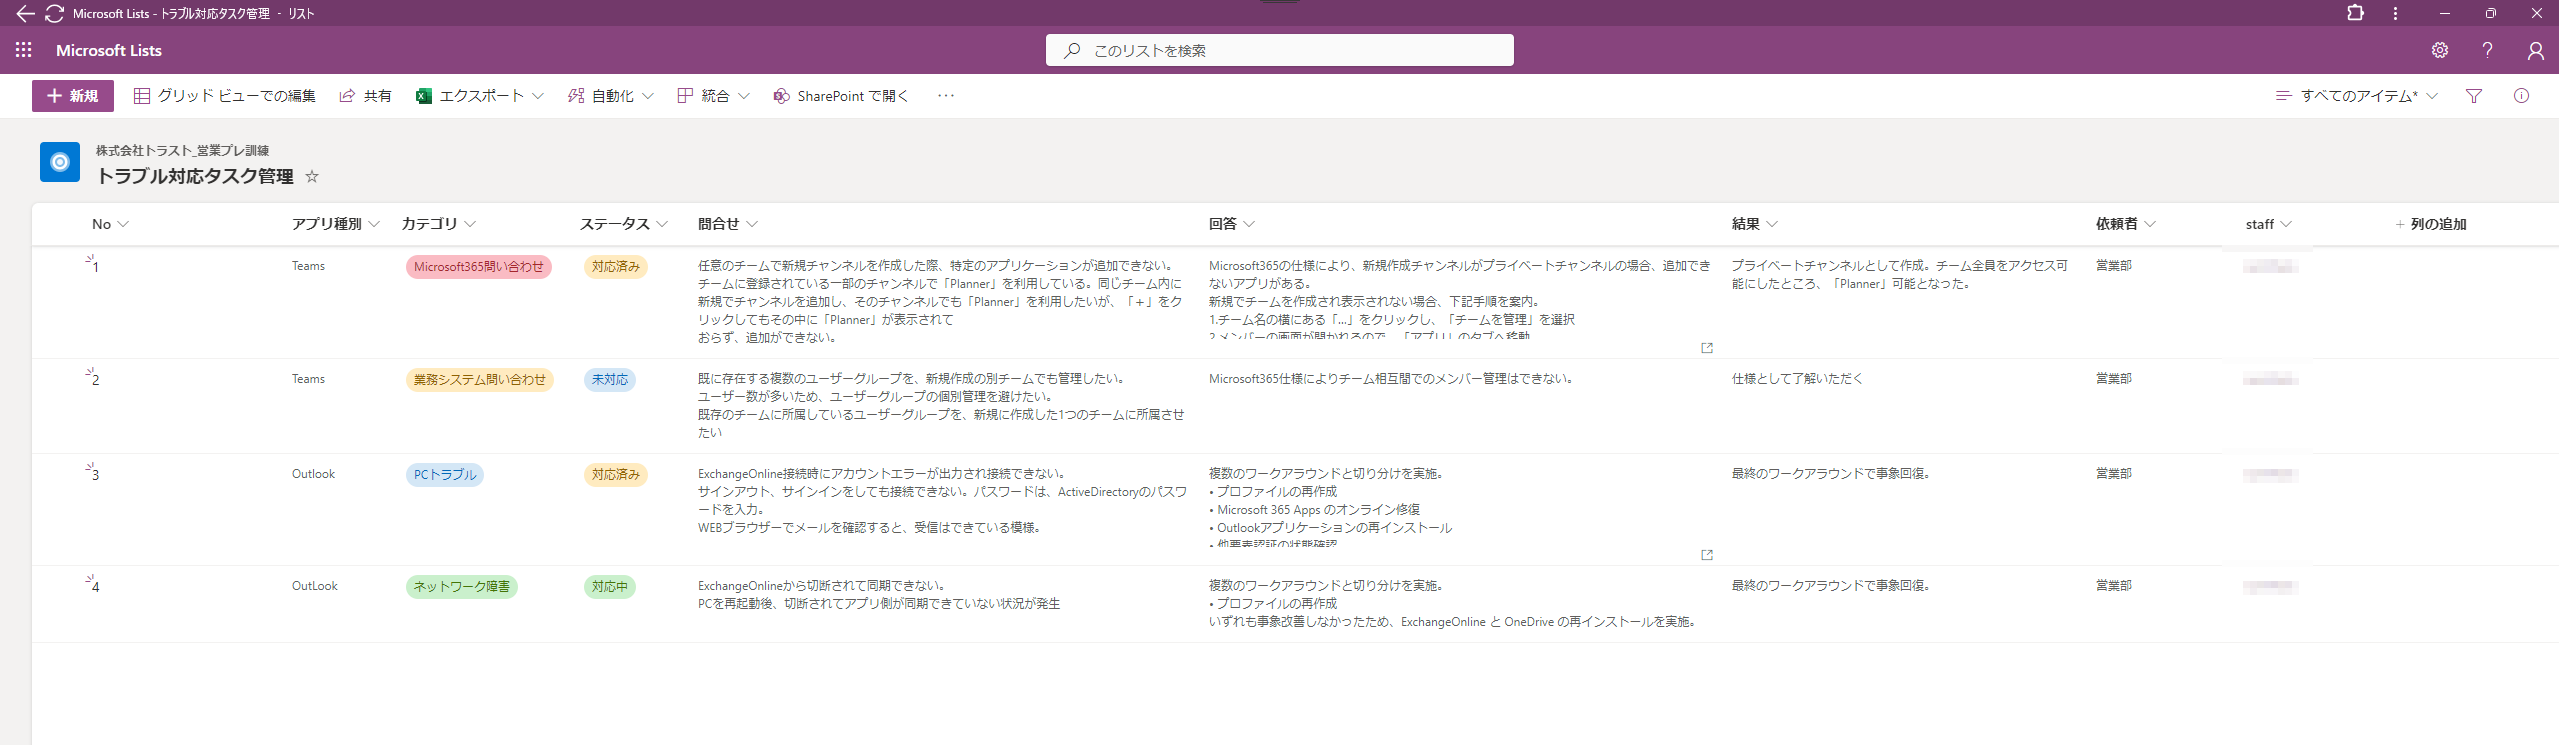 Microsoft Lists - トラブル対応タスク管理 - リスト
Microsoft Lists
このリストを検索
新規
グリッド ビューでの編集
共有
エクスポート
自動化
統合
SharePoint で開く
すべてのアイテム*
株式会社トラスト_営業プレ訓練
トラブル対応タスク管理
No
アプリ種別
カテゴリ
ステータス
問合せ
回答
結果
依頼者
staff
+ 列の追加
1
Teams
Microsoft365問い合わせ
対応済み
任意のチームで新規チャンネルを作成した際、特定のアプリケーションが追加できない。
チームに登録されている一部のチャンネルで「Planner」を利用している。同じチーム内に
新規でチャンネルを追加し、そのチャンネルでも「Planner」を利用したいが、「＋」をク
リックしてもその中に「Planner」が表示されて
おらず、追加ができない。
Microsoft365の仕様により、新規作成チャンネルがプライベートチャンネルの場合、追加でき
ないアプリがある。
新規でチームを作成され表示されない場合、下記手順を案内。
1.チーム名の横にある「...」をクリックし、「チームを管理」を選択
2.メンバーの画面が開かれるので、「アプリ」のタブへ移動
プライベートチャンネルとして作成。チーム全員をアクセス可
能にしたところ、「Planner」可能となった。
営業部
2
Teams
業務システム問い合わせ
未対応
既に存在する複数のユーザーグループを、新規作成の別チームでも管理したい。
ユーザー数が多いため、ユーザーグループの個別管理を避けたい。
既存のチームに所属しているユーザーグループを、新規に作成した1つのチームに所属させ
たい
Microsoft365仕様によりチーム相互間でのメンバー管理はできない。
仕様として了解いただく
営業部
3
Outlook
PCトラブル
対応済み
ExchangeOnline接続時にアカウントエラーが出力され接続できない。
サインアウト、サインインをしても接続できない。パスワードは、ActiveDirectoryのパスワ
ードを入力。
WEBブラウザーでメールを確認すると、受信はできている模様。
複数のワークアラウンドと切り分けを実施。
• プロファイルの再作成
• Microsoft 365 Apps のオンライン修復
• Outlookアプリケーションの再インストール
• 他要素認証の状態確認
最終のワークアラウンドで事象回復。
営業部
4
OutLook
ネットワーク障害
対応中
ExchangeOnlineから切断されて同期できない。
PCを再起動後、切断されてアプリ側が同期できていない状況が発生
複数のワークアラウンドと切り分けを実施。
• プロファイルの再作成
いずれも事象改善しなかったため、ExchangeOnline と OneDrive の再インストールを実施。
最終のワークアラウンドで事象回復。
営業部